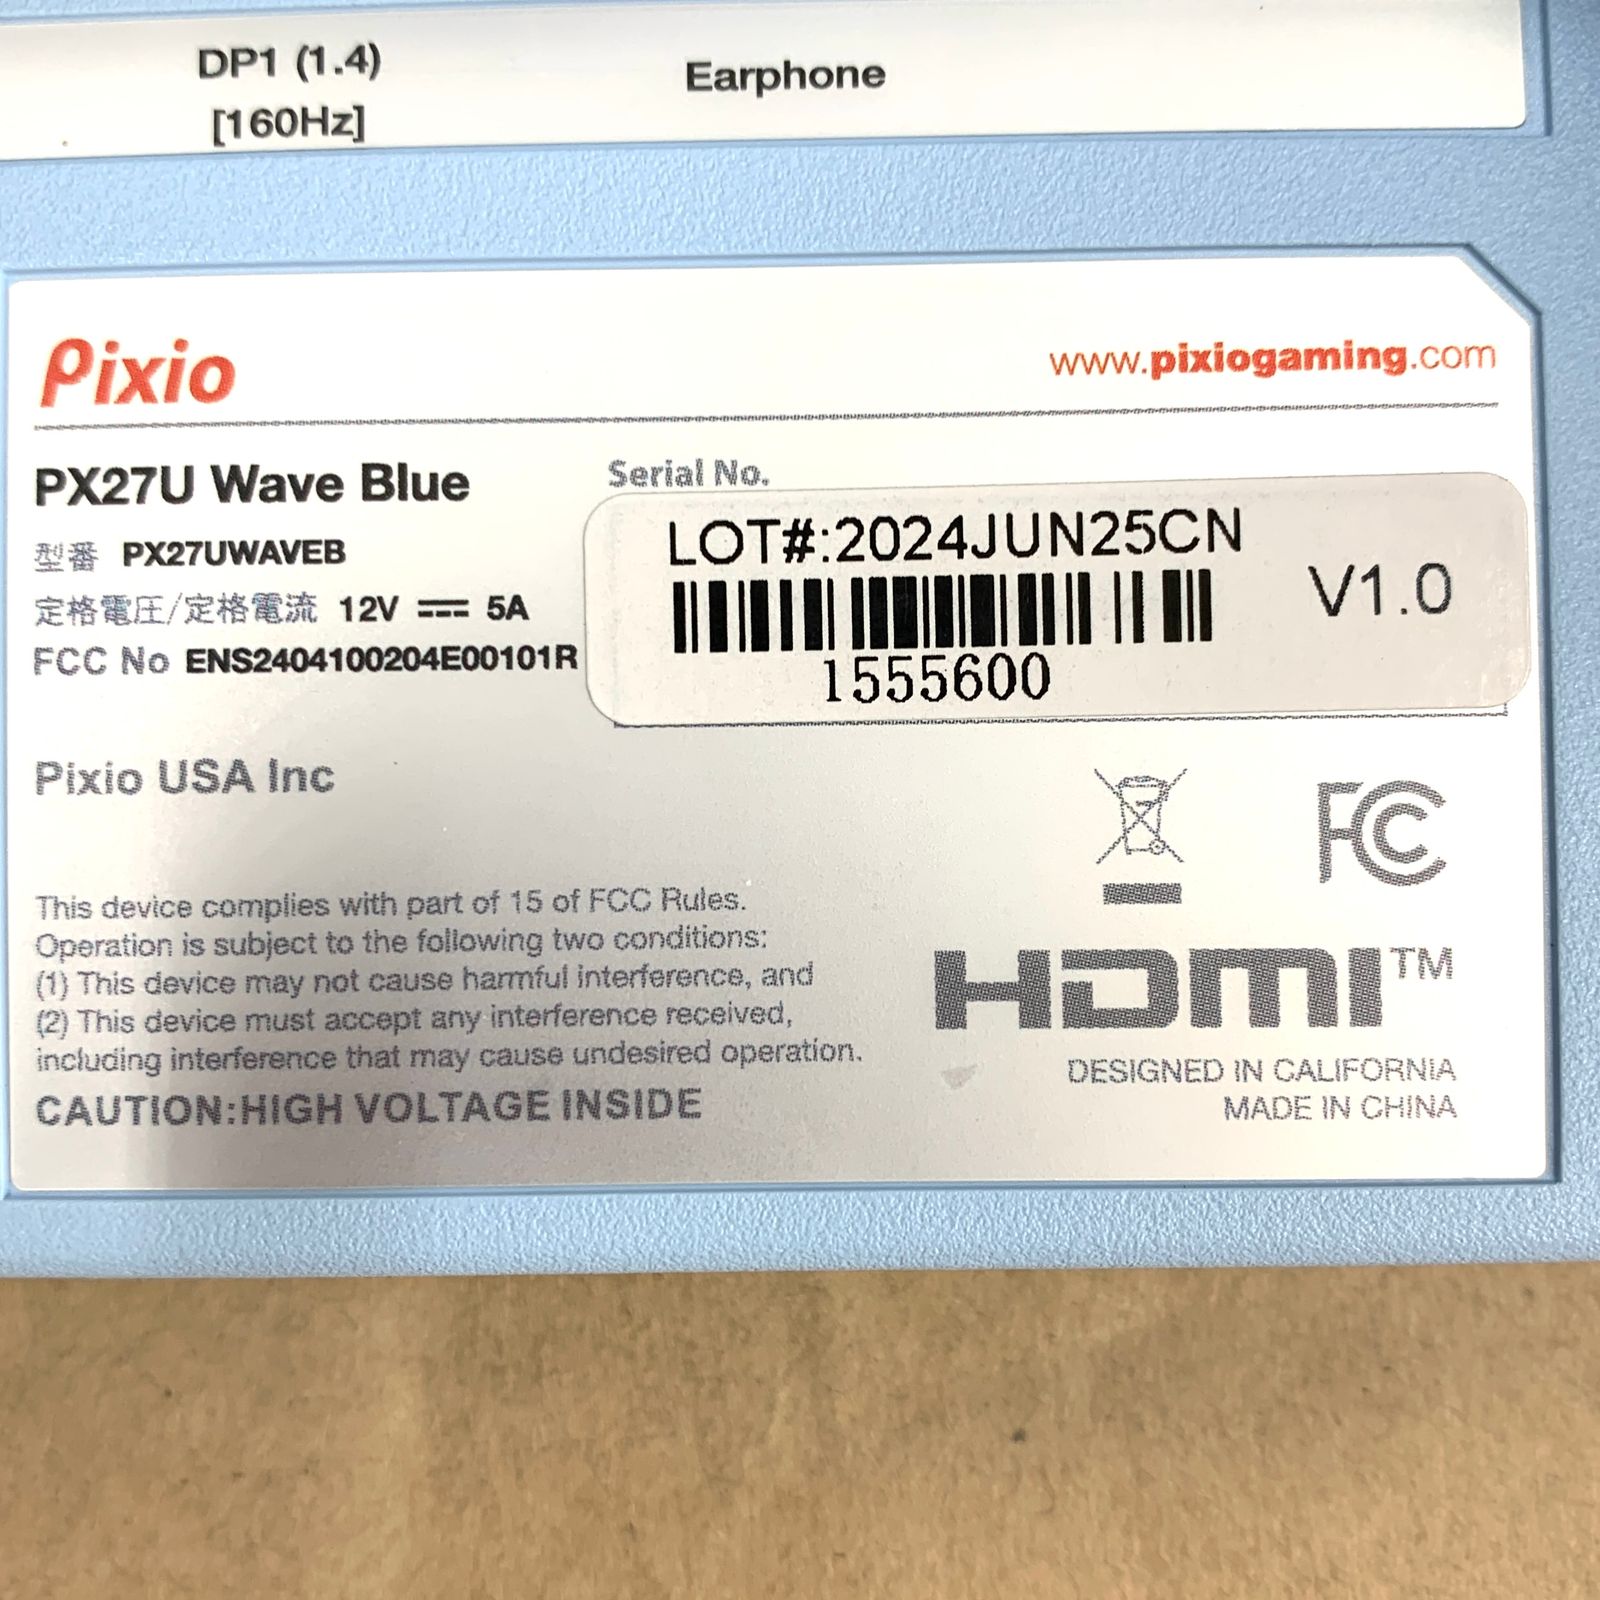 DP1 (1.4)
[160Hz]
Earphone
Pixio
www.pixiogaming.com
PX27U Wave Blue
型番 PX27UWAVEB
定格電圧/定格電流 12V ⎓ 5A
FCC No ENS2404100204E00101R
Serial No.
LOT#:2024JUN25CN
V1.0
1555600
Pixio USA Inc
FC
This device complies with part of 15 of FCC Rules.
Operation is subject to the following two conditions:
(1) This device may not cause harmful interference, and
(2) This device must accept any interference received,
including interference that may cause undesired operation.
CAUTION:HIGH VOLTAGE INSIDE
HDMI™
DESIGNED IN CALIFORNIA
MADE IN CHINA